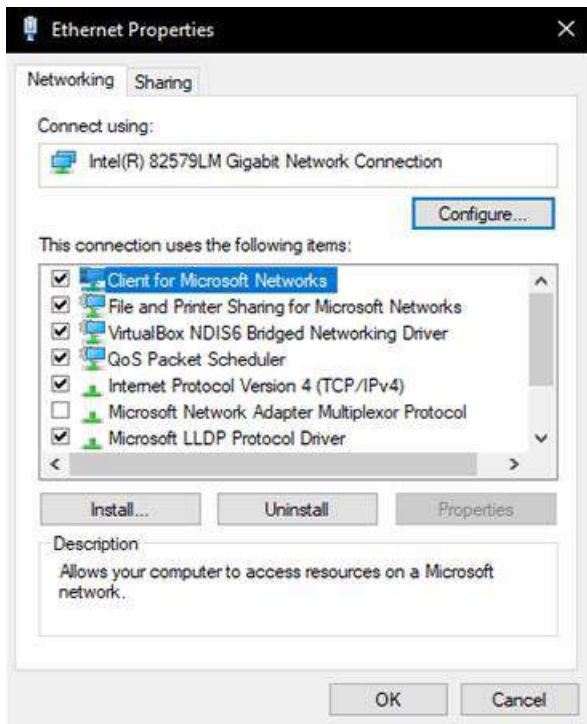 Ethernet Properties
Networking
Sharing
Connect using:
Intel(R) 82579LM Gigabit Network Connection
Configure...
This connection uses the following items:
Client for Microsoft Networks
File and Printer Sharing for Microsoft Networks
VirtualBox NDIS6 Bridged Networking Driver
QoS Packet Scheduler
Internet Protocol Version 4 (TCP/IPv4)
Microsoft Network Adapter Multiplexor Protocol
Microsoft LLDP Protocol Driver
Install...
Uninstall
Properties
Description
Allows your computer to access resources on a Microsoft
network.
OK
Cancel